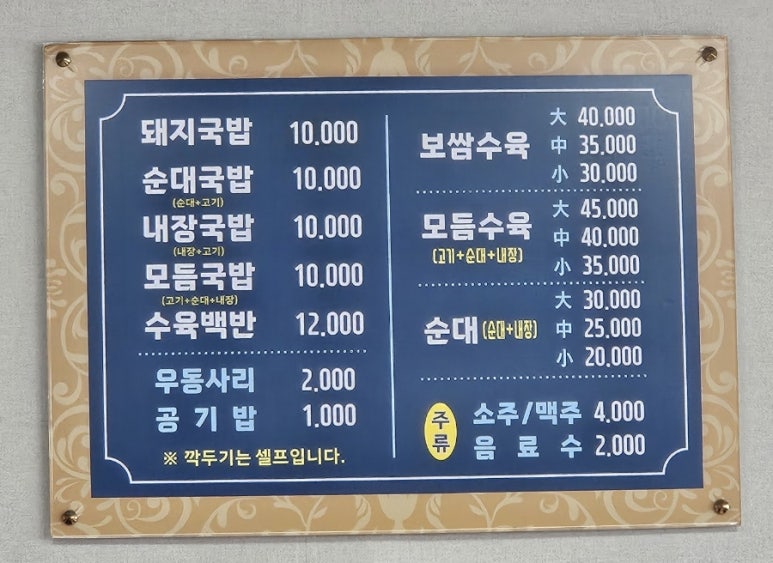 돼지국밥 10.000
순대국밥 10.000
(순대+고기)
내장국밥 10.000
(내장+고기)
모듬국밥 10.000
(고기+순대+내장)
수육백반 12.000
우동사리 2.000
공기밥 1.000
※ 깍두기는 셀프입니다.
보쌈수육
大 40.000
中 35.000
小 30.000
모듬수육
(고기+순대+내장)
大 45.000
中 40.000
小 35.000
순대 (순대+내장)
大 30.000
中 25.000
小 20.000
주류
소주/맥주 4.000
음료수 2.000